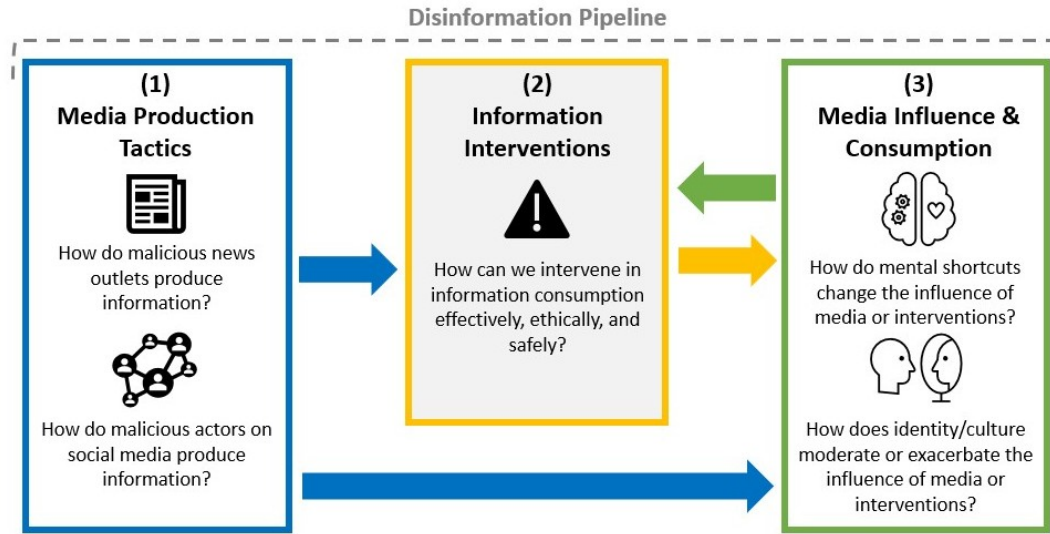 Disinformation Pipeline
(1)
Media Production
Tactics
How do malicious news
outlets produce
information?
How do malicious actors on
social media produce
information?
(2)
Information
Interventions
How can we intervene in
information consumption
effectively, ethically, and
safely?
(3)
Media Influence &
Consumption
How do mental shortcuts
change the influence of
media or interventions?
How does identity/culture
moderate or exacerbate the
influence of media or
interventions?